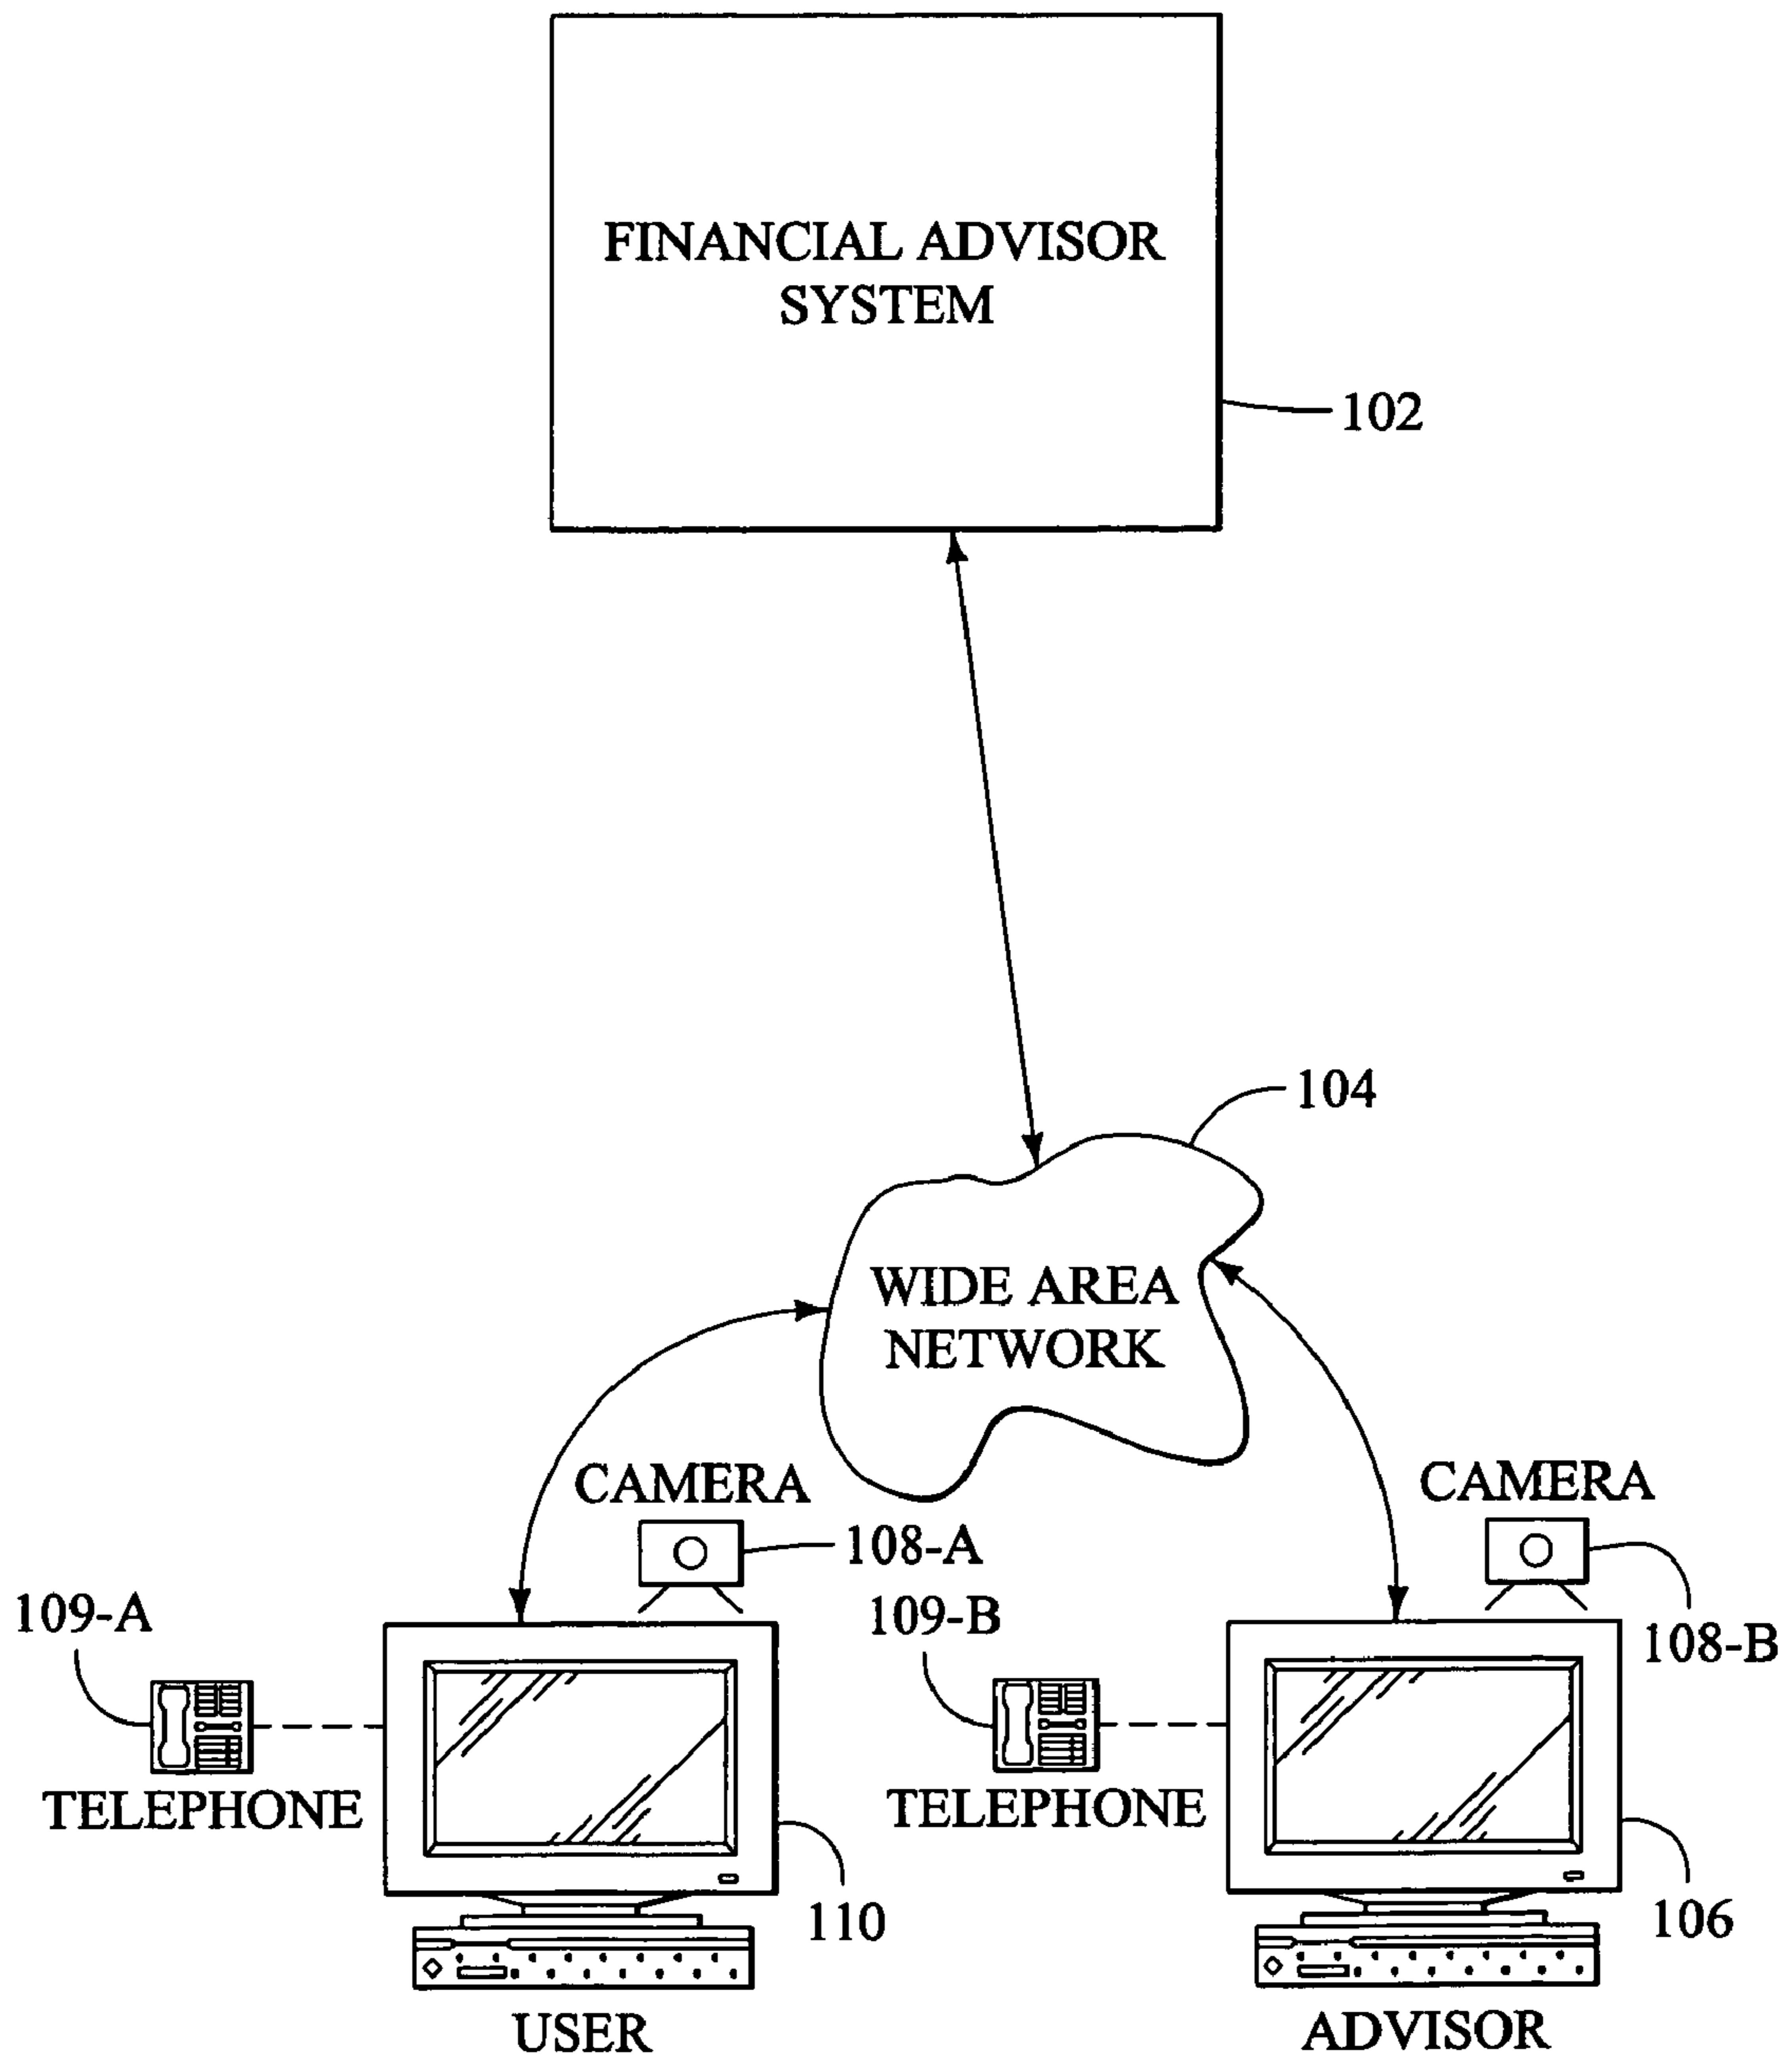 FINANCIAL ADVISOR
SYSTEM
102
104
WIDE AREA
NETWORK
CAMERA
108-A
CAMERA
108-B
109-A
TELEPHONE
109-B
TELEPHONE
110
106
USER
ADVISOR